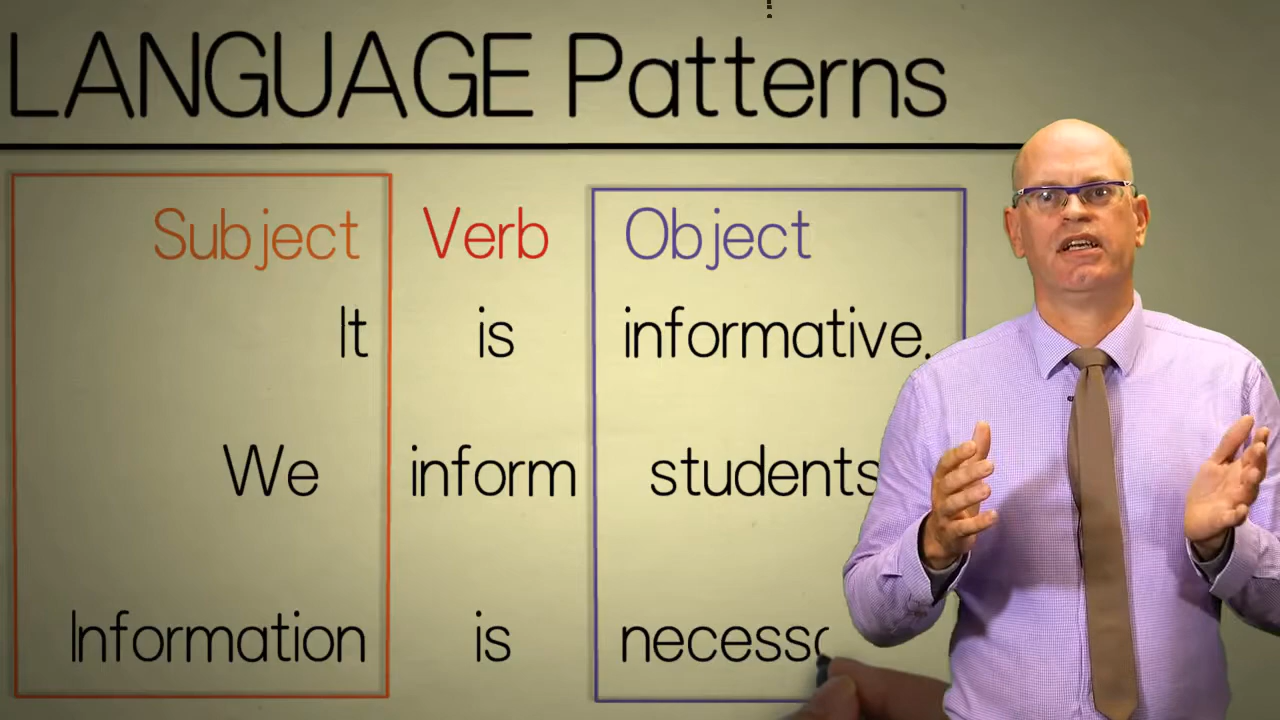 LANGUAGE Patterns
Subject Verb Object
It is informative.
We inform students
Information is